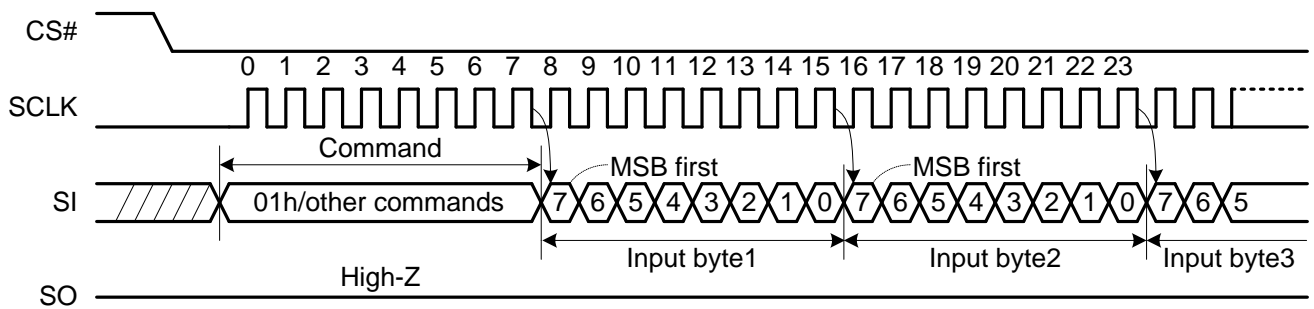 CS#
0 1 2 3 4 5 6 7 8 9 10 11 12 13 14 15 16 17 18 19 20 21 22 23
SCLK
Command
MSB first MSB first
SI 01h/other commands 7 6 5 4 3 2 1 0 7 6 5 4 3 2 1 0 7 6 5
Input byte1 Input byte2 Input byte3
High-Z
SO